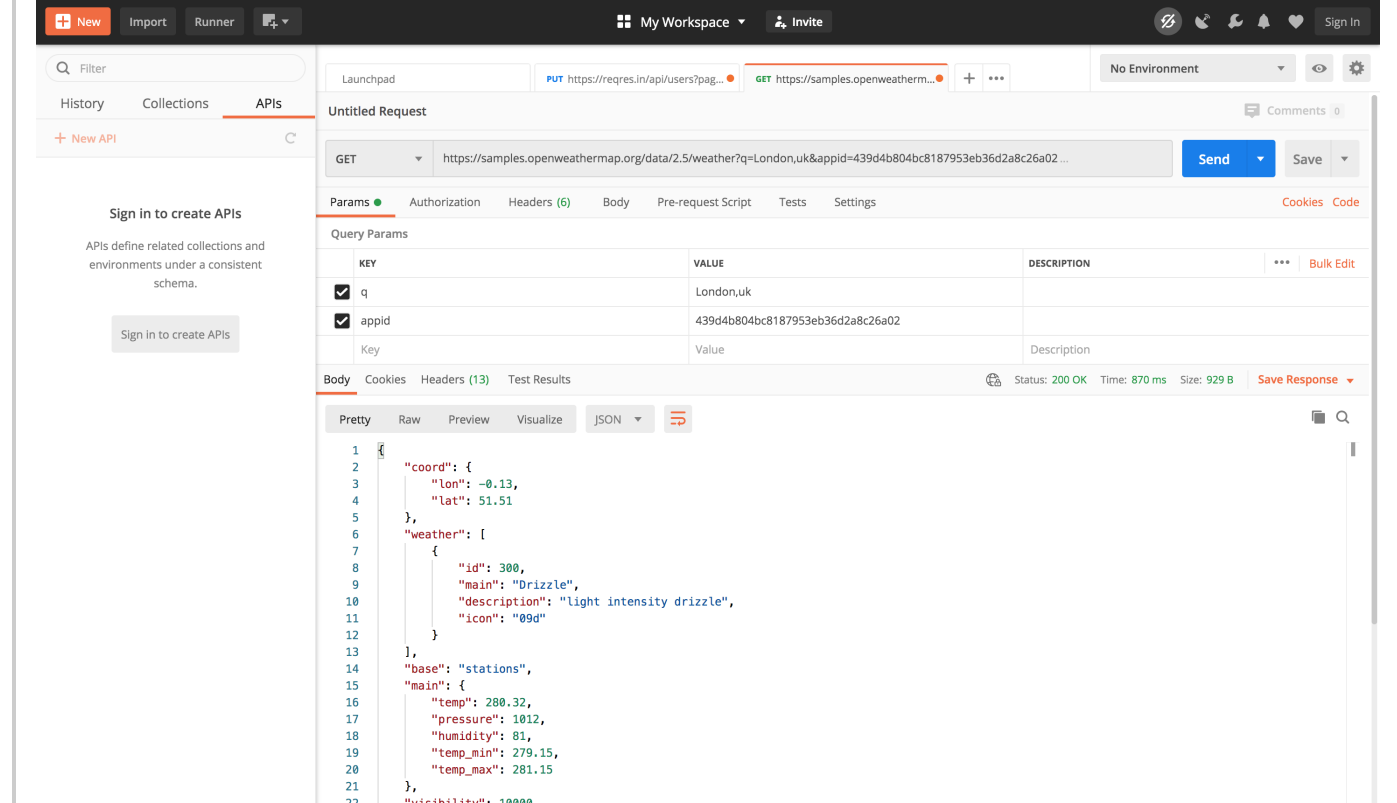 New Import Runner My Workspace Invite Sign In
Filter
History Collections APIs
+ New API
Sign in to create APIs
APIs define related collections and
environments under a consistent
schema.
Sign in to create APIs
Launchpad PUT https://reqres.in/api/users?pag... GET https://samples.openweatherm... + ••• No Environment
Untitled Request Comments 0
GET https://samples.openweathermap.org/data/2.5/weather?q=London,uk&appid=439d4b804bc8187953eb36d2a8c26a02 ... Send Save
Params Authorization Headers (6) Body Pre-request Script Tests Settings Cookies Code
Query Params
KEY VALUE DESCRIPTION ••• Bulk Edit
q London,uk
appid 439d4b804bc8187953eb36d2a8c26a02
Key Value Description
Body Cookies Headers (13) Test Results Status: 200 OK Time: 870 ms Size: 929 B Save Response
Pretty Raw Preview Visualize JSON
1 {
2 "coord": {
3 "lon": -0.13,
4 "lat": 51.51
5 },
6 "weather": [
7 {
8 "id": 300,
9 "main": "Drizzle",
10 "description": "light intensity drizzle",
11 "icon": "09d"
12 }
13 ],
14 "base": "stations",
15 "main": {
16 "temp": 280.32,
17 "pressure": 1012,
18 "humidity": 81,
19 "temp_min": 279.15,
20 "temp_max": 281.15
21 },
22 "visibility": 10000,